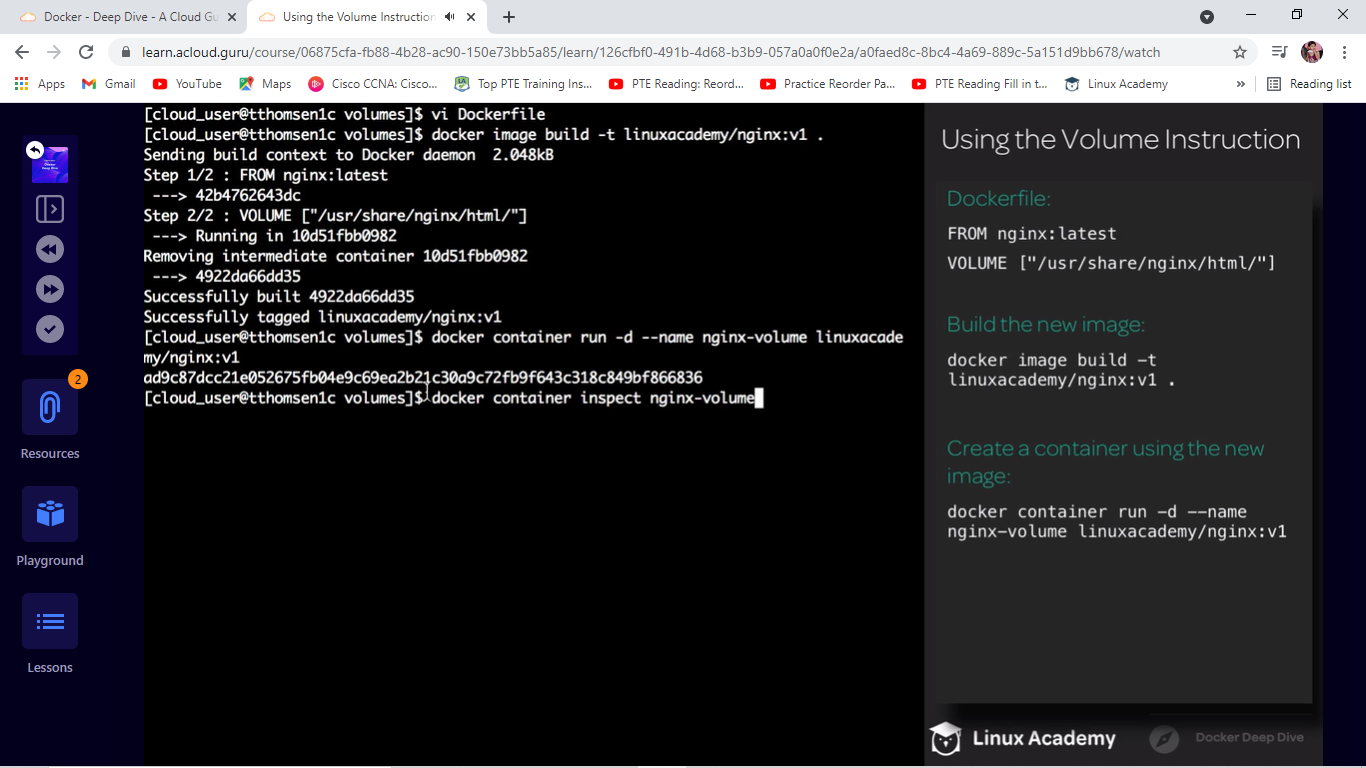 Docker - Deep Dive - A Cloud Gu
Using the Volume Instruction
learn.acloud.guru/course/06875cfa-fb88-4b28-ac90-150e73bb5a85/learn/126cfbf0-491b-4d68-b3b9-057a0a0f0e2a/a0faed8c-8bc4-4a69-889c-5a151d9bb678/watch
Apps Gmail YouTube Maps Cisco CCNA: Cisco... Top PTE Training Ins... PTE Reading: Reord... Practice Reorder Pa... PTE Reading Fill in t... Linux Academy » Reading list
2
Resources
Playground
Lessons
[cloud_user@tthomsen1c volumes]$ vi Dockerfile
[cloud_user@tthomsen1c volumes]$ docker image build -t linuxacademy/nginx:v1 .
Sending build context to Docker daemon  2.048kB
Step 1/2 : FROM nginx:latest
 ---> 42b4762643dc
Step 2/2 : VOLUME ["/usr/share/nginx/html/"]
 ---> Running in 10d51fbb0982
Removing intermediate container 10d51fbb0982
 ---> 4922da66dd35
Successfully built 4922da66dd35
Successfully tagged linuxacademy/nginx:v1
[cloud_user@tthomsen1c volumes]$ docker container run -d --name nginx-volume linuxacade
my/nginx:v1
ad9c87dcc21e052675fb04e9c69ea2b21c30a9c72fb9f643c318c849bf866836
[cloud_user@tthomsen1c volumes]$ docker container inspect nginx-volume
Using the Volume Instruction
Dockerfile:
FROM nginx:latest
VOLUME ["/usr/share/nginx/html/"]
Build the new image:
docker image build -t
linuxacademy/nginx:v1 .
Create a container using the new
image:
docker container run -d --name
nginx-volume linuxacademy/nginx:v1
Linux Academy
Docker Deep Dive